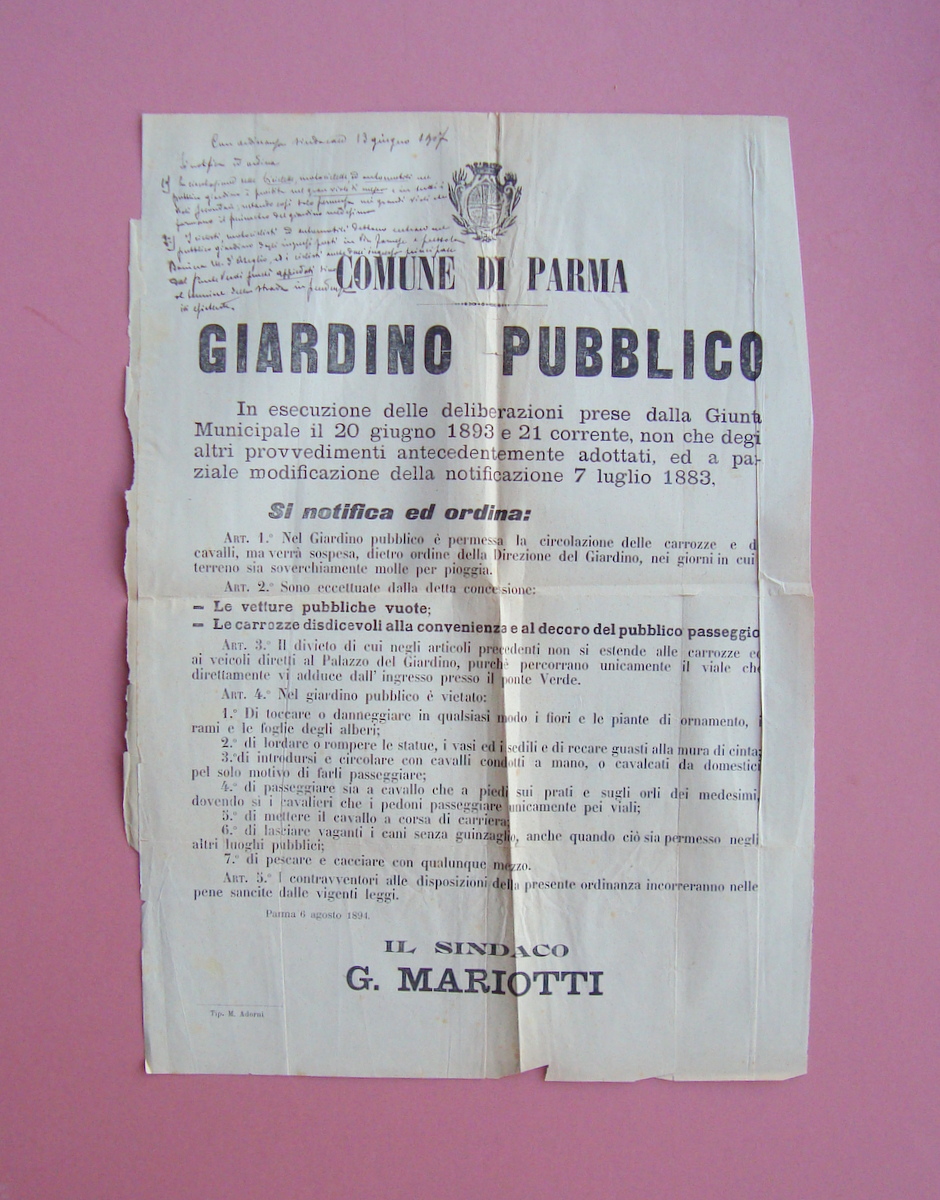 Con ordinanza sindacale 13 giugno 1907
Si notifica ed ordina
COMUNE DI PARMA
GIARDINO PUBBLICO
In esecuzione delle deliberazioni prese dalla Giunta
Municipale il 20 giugno 1893 e 21 corrente, non che degi
altri provvedimenti antecedentemente adottati, ed a par-
ziale modificazione della notificazione 7 luglio 1883,
Si notifica ed ordina:
ART. 1.° Nel Giardino pubblico è permessa la circolazione delle carrozze e d
cavalli, ma verrà sospesa, dietro ordine della Direzione del Giardino, nei giorni in cui
terreno sia soverchiamente molle per pioggia.
ART. 2.° Sono eccettuate dalla detta concessione:
– Le vetture pubbliche vuote;
– Le carrozze disdicevoli alla convenienza e al decoro del pubblico passeggio
ART. 3.° Il divieto di cui negli articoli precedenti non si estende alle carrozze e
ai veicoli diretti al Palazzo del Giardino, purchè percorrano unicamente il viale ch
direttamente vi adduce dall' ingresso presso il ponte Verde.
ART. 4.° Nel giardino pubblico è vietato:
1.° Di toccare o danneggiare in qualsiasi modo i fiori e le piante di ornamento, i
rami e le foglie degli alberi;
2.° di lordare o rompere le statue, i vasi ed i sedili e di recare guasti alla mura di cinta;
3.° di introdursi e circolare con cavalli condotti a mano, o cavalcati da domestici
pel solo motivo di farli passeggiare;
4.° di passeggiare sia a cavallo che a piedi sui prati e sugli orli dei medesimi,
dovendo sì i cavalieri che i pedoni passeggiare unicamente pei viali;
5.° di mettere il cavallo a corsa di carriera;
6.° di lasciare vaganti i cani senza guinzaglio, anche quando ciò sia permesso negli
altri luoghi pubblici;
7.° di pescare e cacciare con qualunque mezzo.
ART. 5.° I contravventori alle disposizioni della presente ordinanza incorreranno nelle
pene sancite dalle vigenti leggi.
Parma 6 agosto 1894.
IL SINDACO
G. MARIOTTI
Tip. M. Adorni